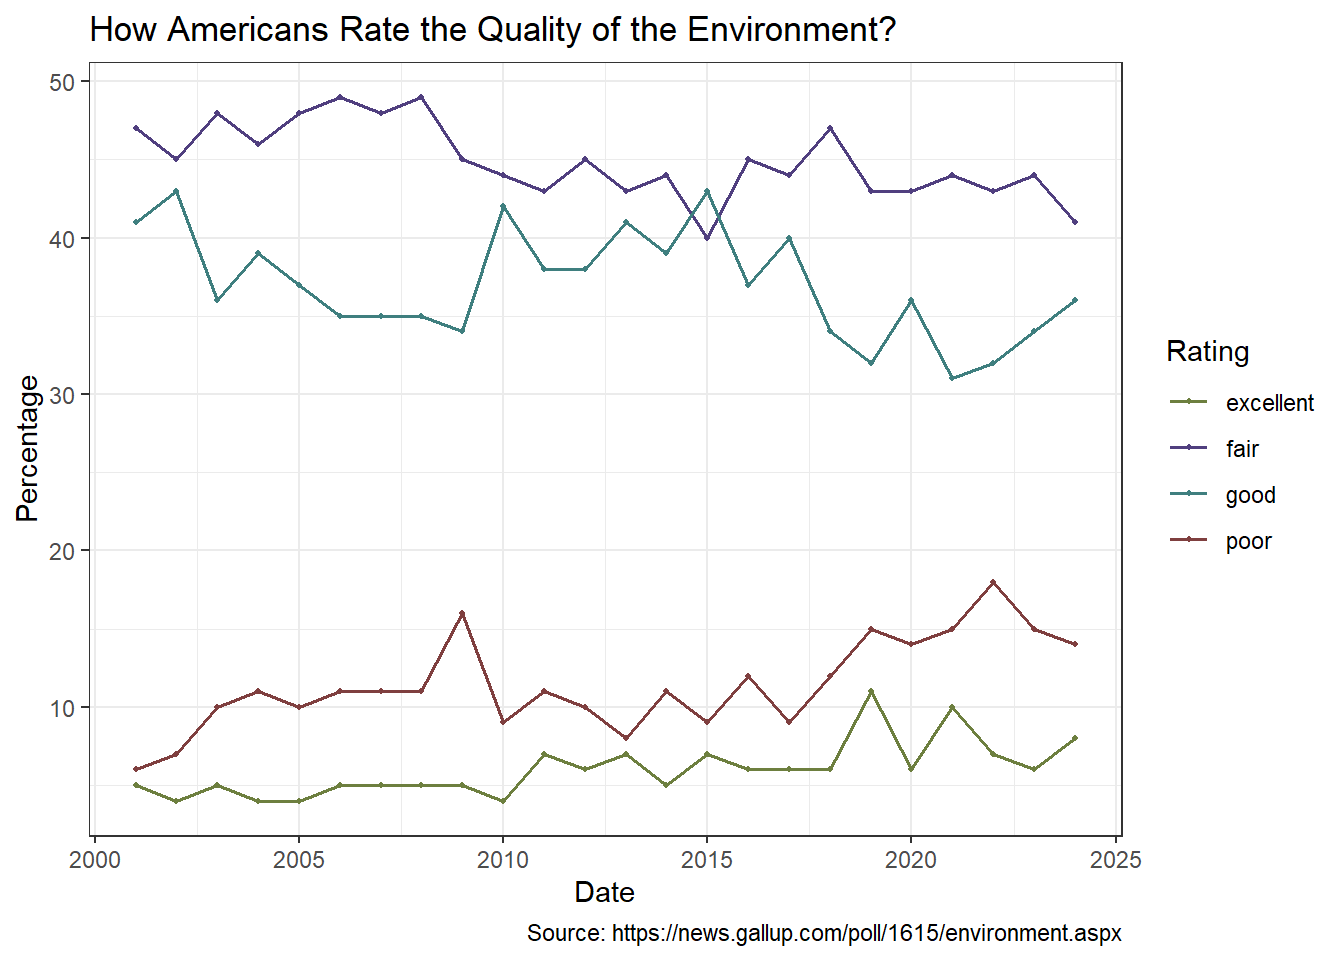 How Americans Rate the Quality of the Environment?
50
40
30
20
10
Percentage
2000 2005 2010 2015 2020 2025
Date
Rating
excellent
fair
good
poor
Source: https://news.gallup.com/poll/1615/environment.aspx